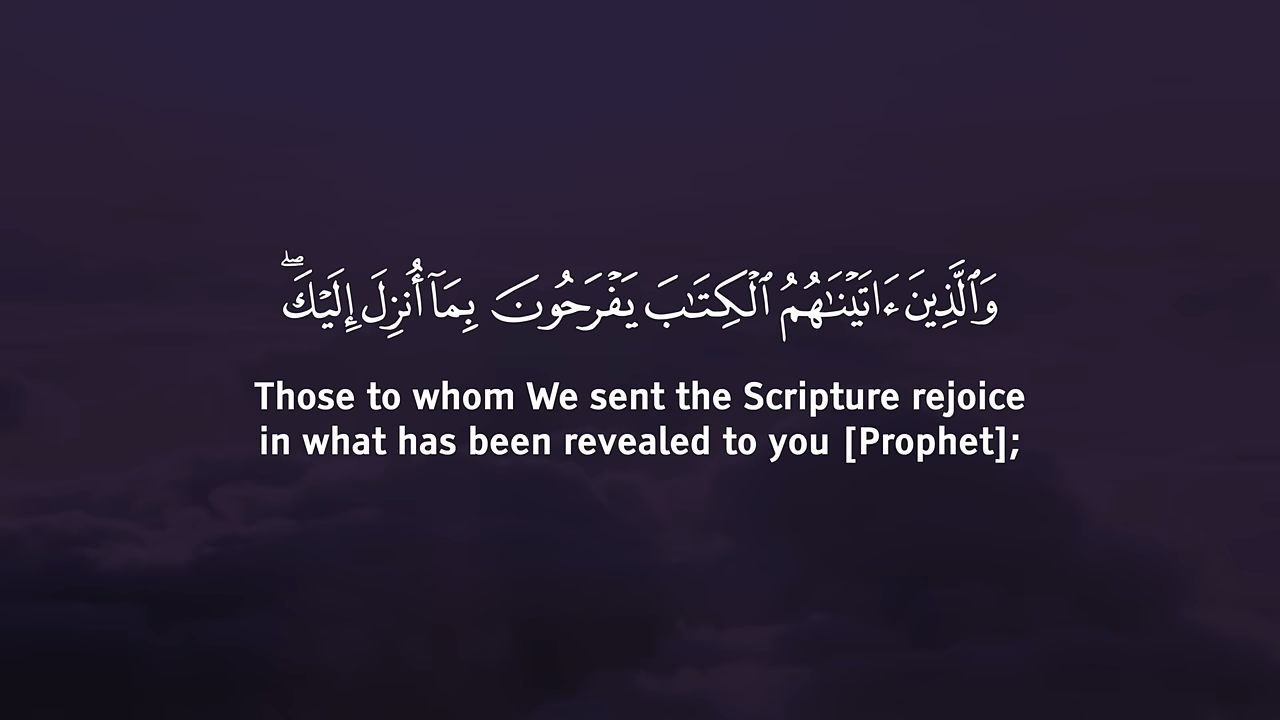 وَٱلَّذِينَ ءَاتَيْنَـٰهُمُ ٱلْكِتَـٰبَ يَفْرَحُونَ بِمَآ أُنزِلَ إِلَيْكَ ۖ
Those to whom We sent the Scripture rejoice
in what has been revealed to you [Prophet];